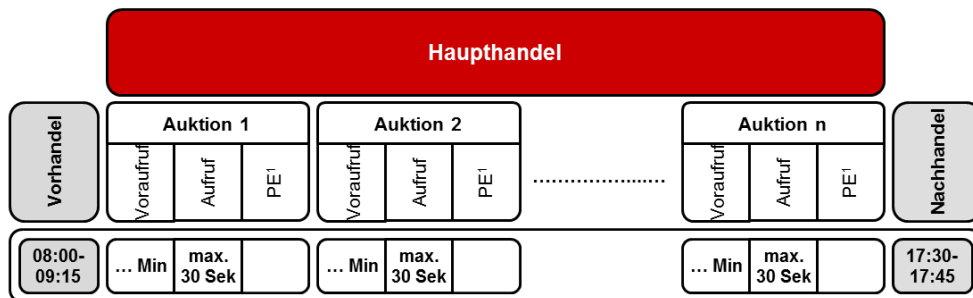 Haupthandel
Vorhandel
Auktion 1
Voraufruf
Aufruf
PE¹
Auktion 2
Voraufruf
Aufruf
PE¹
.......................
Auktion n
Voraufruf
Aufruf
PE¹
Nachhandel
08:00-
09:15
... Min
max.
30 Sek
... Min
max.
30 Sek
... Min
max.
30 Sek
17:30-
17:45